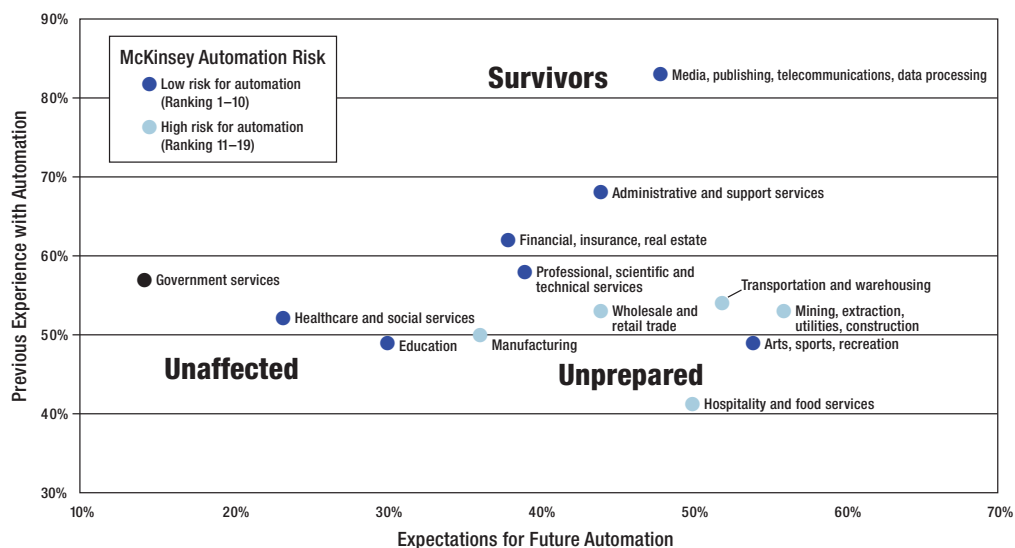 90%
80%
70%
60%
50%
40%
30%
Previous Experience with Automation
McKinsey Automation Risk
Low risk for automation
(Ranking 1–10)
High risk for automation
(Ranking 11–19)
Survivors
Media, publishing, telecommunications, data processing
Administrative and support services
Financial, insurance, real estate
Professional, scientific and
technical services
Government services
Transportation and warehousing
Healthcare and social services
Wholesale and
retail trade
Mining, extraction,
utilities, construction
Education
Manufacturing
Arts, sports, recreation
Unaffected
Unprepared
Hospitality and food services
10%
20%
30%
40%
50%
60%
70%
Expectations for Future Automation